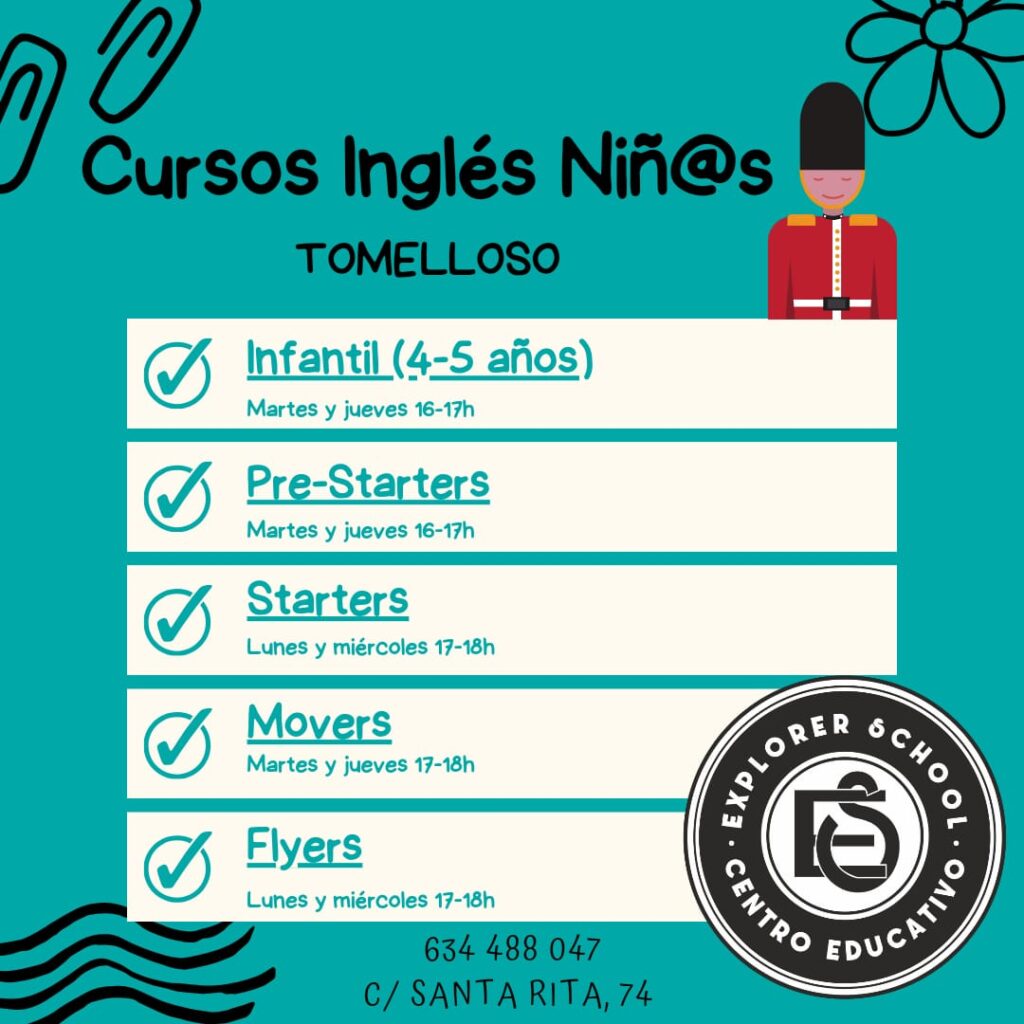 Cursos Inglés Niñ@s
TOMELLOSO
Infantil (4-5 años)
Martes y jueves 16-17h
Pre-Starters
Martes y jueves 16-17h
Starters
Lunes y miércoles 17-18h
Movers
Martes y jueves 17-18h
Flyers
Lunes y miércoles 17-18h
· EXPLORER SCHOOL ·
CENTRO EDUCATIVO
ESC
634 488 047
C/ SANTA RITA, 74